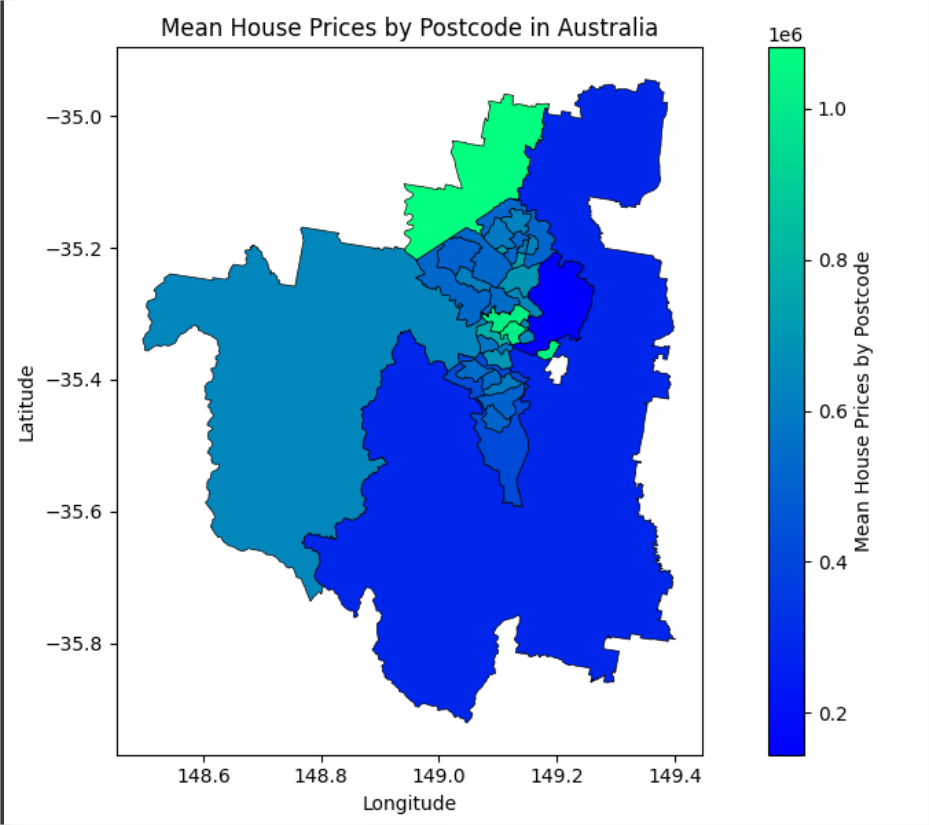 Mean House Prices by Postcode in Australia
1e6
−35.0
−35.2
−35.4
−35.6
−35.8
Latitude
148.6 148.8 149.0 149.2 149.4
Longitude
1.0
0.8
0.6
0.4
0.2
Mean House Prices by Postcode